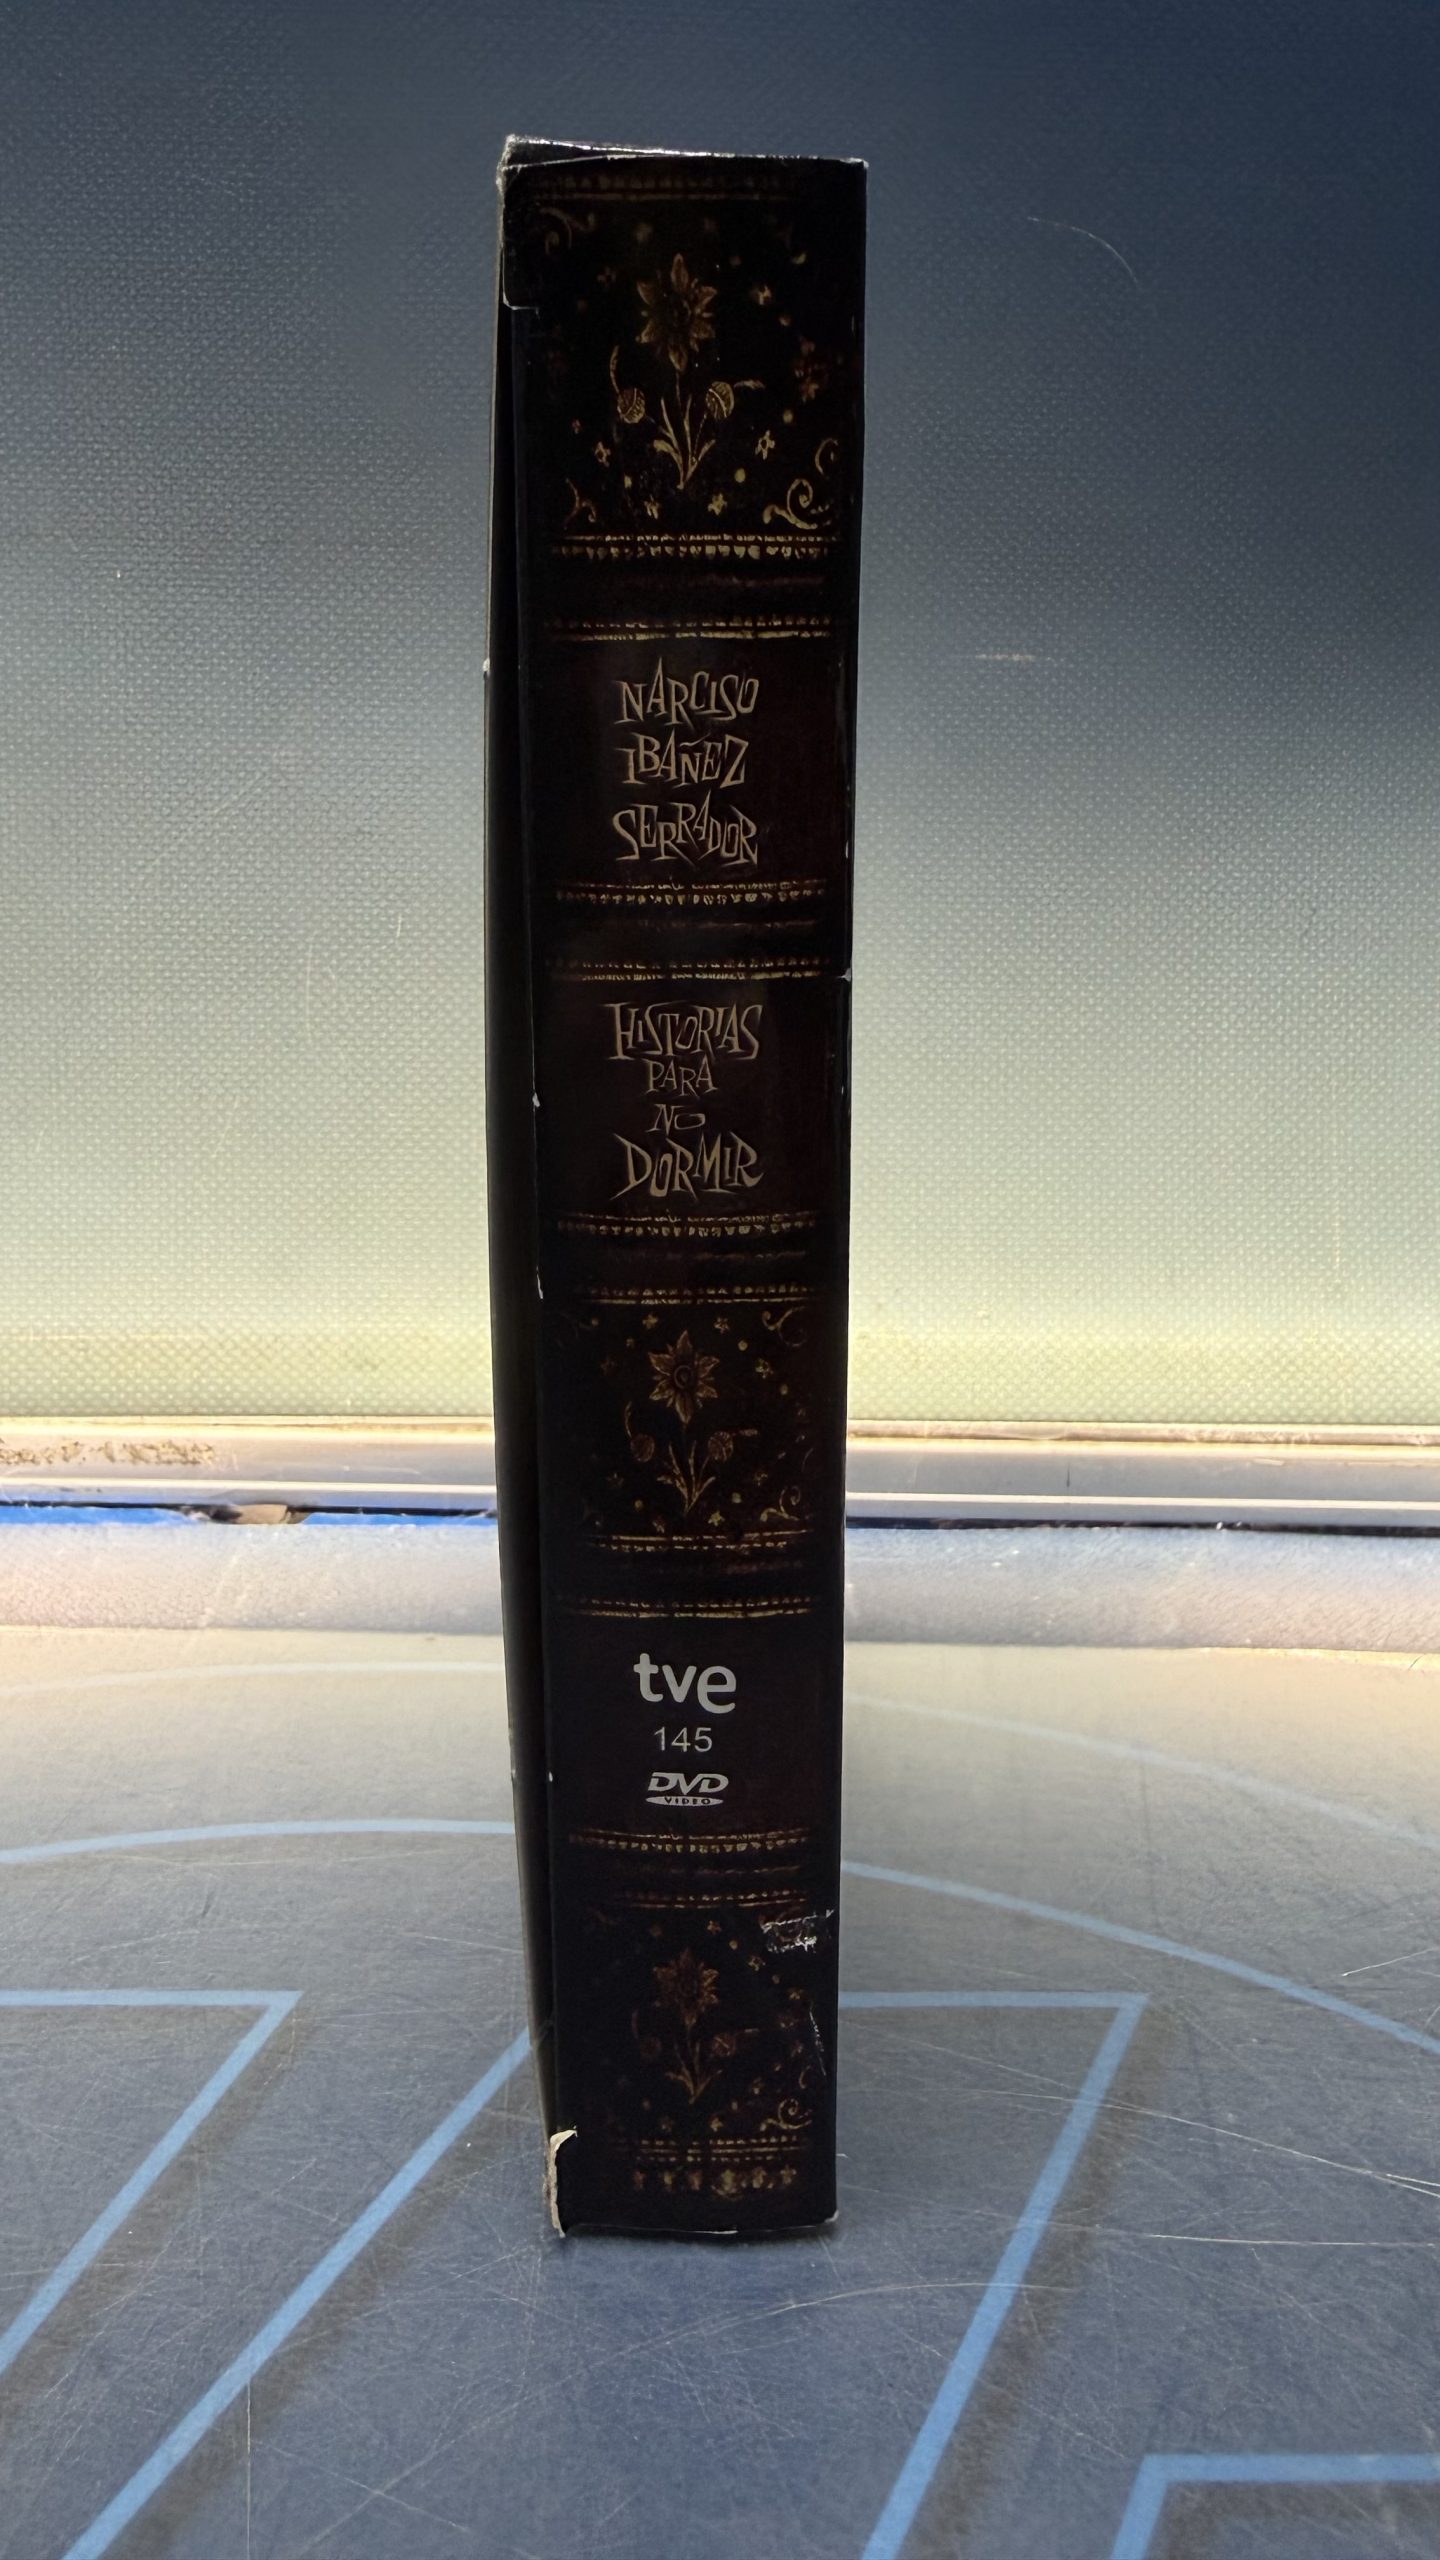 NARCISO
IBAÑEZ
SERRADOR
HISTORIAS
PARA
NO
DORMIR
tve
145
DVD
VIDEO